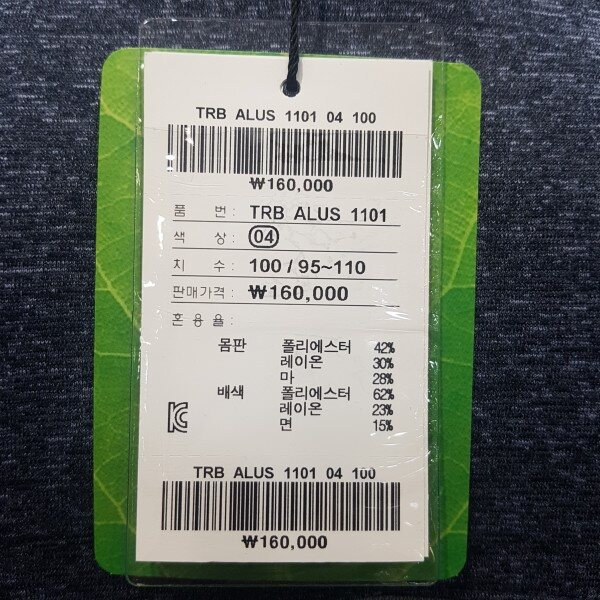 TRB ALUS 1101 04 100
₩160,000
품 번 : TRB ALUS 1101
색 상 : 04
치 수 : 100 / 95~110
판매가격 : ₩160,000
혼 용 율 :
몸판 폴리에스터 42%
레이온 30%
마 28%
배색 폴리에스터 62%
레이온 23%
면 15%
TRB ALUS 1101 04 100
₩160,000